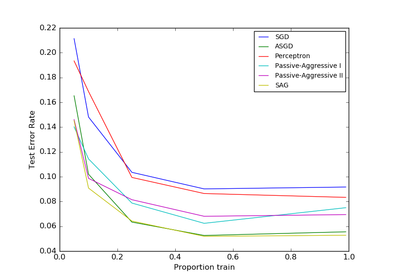 0.22
0.20
0.18
0.16
0.14
0.12
0.10
0.08
0.06
0.04
Test Error Rate
SGD
ASGD
Perceptron
Passive-Aggressive I
Passive-Aggressive II
SAG
0.0 0.2 0.4 0.6 0.8 1.0
Proportion train